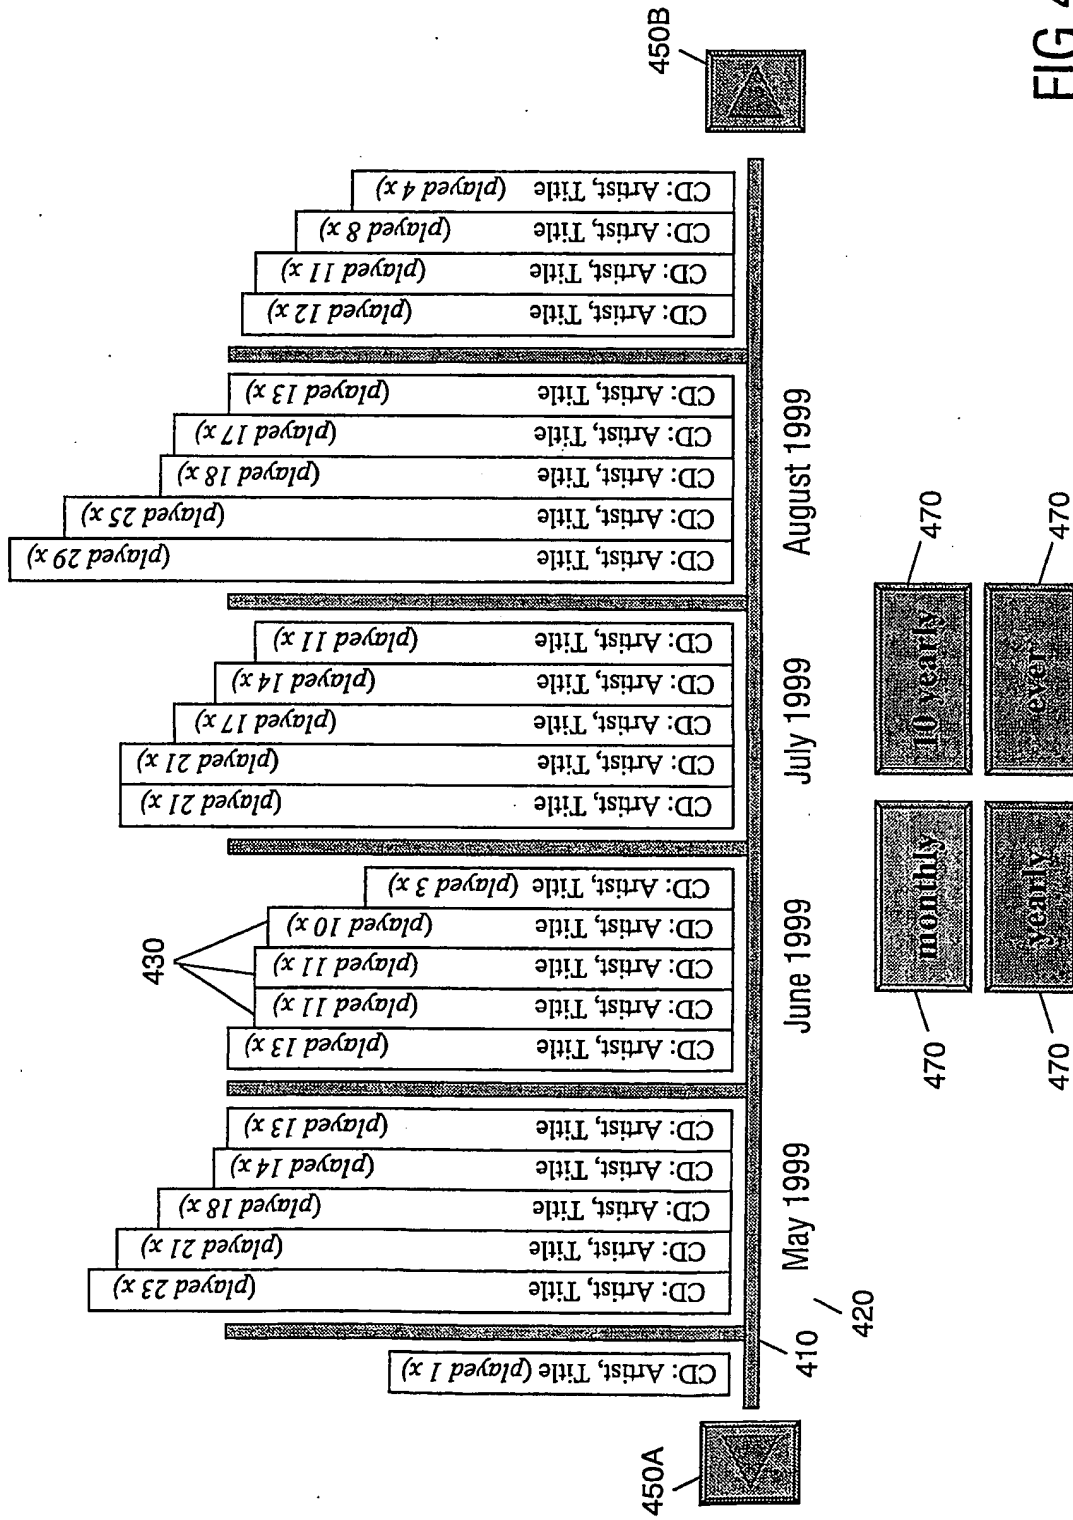 430
CD: Artist, Title (played 1 x)
CD: Artist, Title (played 23 x)
CD: Artist, Title (played 21 x)
CD: Artist, Title (played 18 x)
CD: Artist, Title (played 14 x)
CD: Artist, Title (played 13 x)
CD: Artist, Title (played 13 x)
CD: Artist, Title (played 11 x)
CD: Artist, Title (played 11 x)
CD: Artist, Title (played 10 x)
CD: Artist, Title (played 3 x)
CD: Artist, Title (played 21 x)
CD: Artist, Title (played 21 x)
CD: Artist, Title (played 17 x)
CD: Artist, Title (played 14 x)
CD: Artist, Title (played 11 x)
CD: Artist, Title (played 29 x)
CD: Artist, Title (played 25 x)
CD: Artist, Title (played 18 x)
CD: Artist, Title (played 17 x)
CD: Artist, Title (played 13 x)
CD: Artist, Title (played 12 x)
CD: Artist, Title (played 11 x)
CD: Artist, Title (played 8 x)
CD: Artist, Title (played 4 x)
450A
450B
410
420
May 1999
June 1999
July 1999
August 1999
470
monthly
10 yearly
470
470
yearly
ever
470
FIG